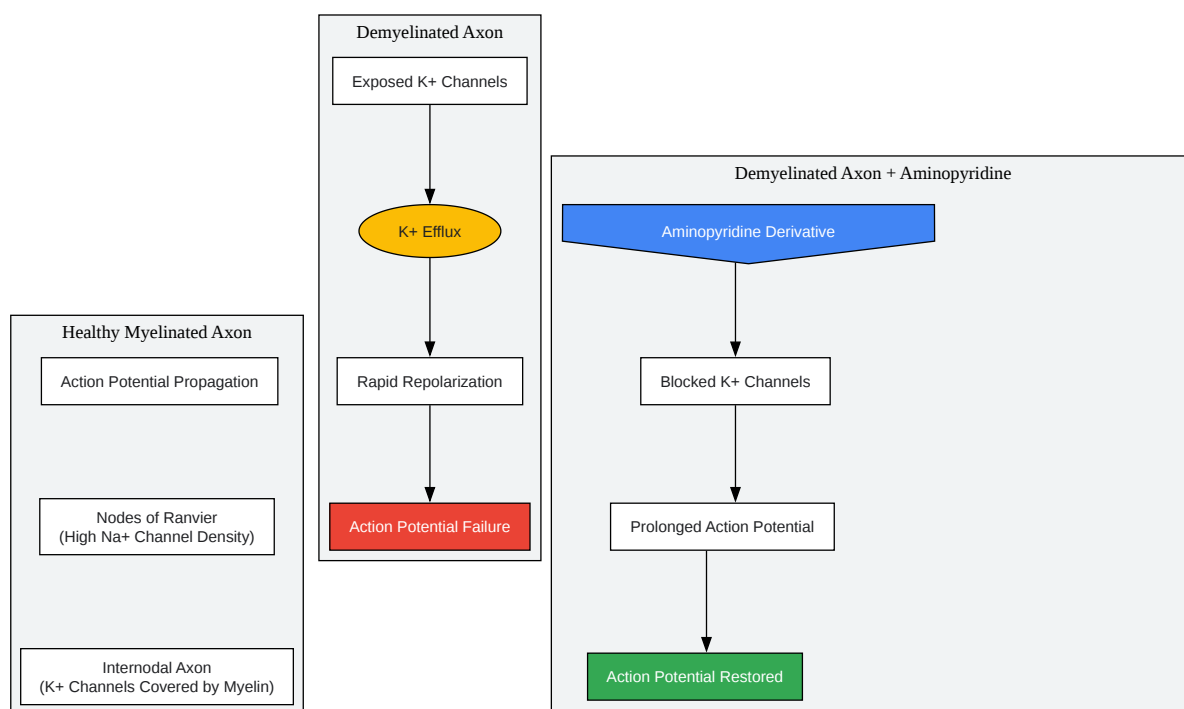 Healthy Myelinated Axon
Action Potential Propagation
Nodes of Ranvier
(High Na+ Channel Density)
Internodal Axon
(K+ Channels Covered by Myelin)
Demyelinated Axon
Exposed K+ Channels
K+ Efflux
Rapid Repolarization
Action Potential Failure
Demyelinated Axon + Aminopyridine
Aminopyridine Derivative
Blocked K+ Channels
Prolonged Action Potential
Action Potential Restored